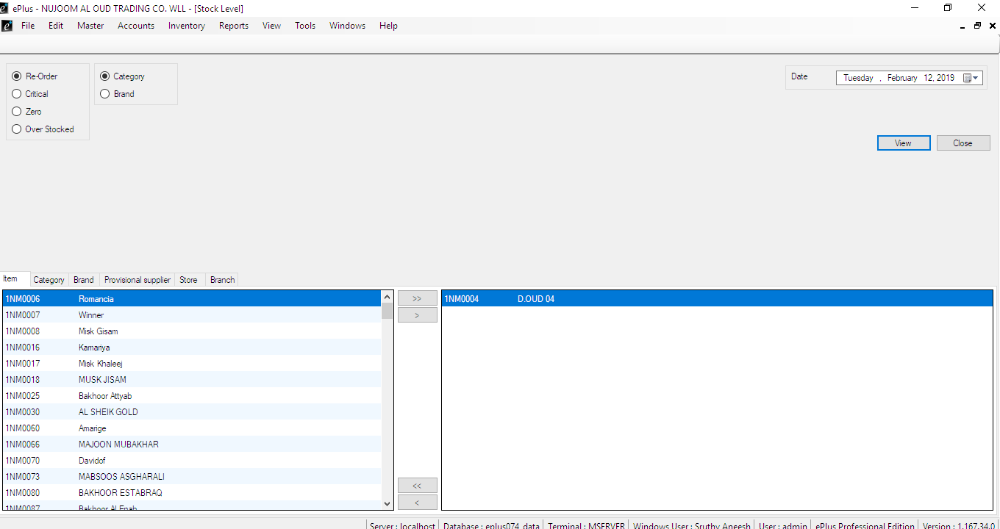 ePlus - NUJOOM AL OUD TRADING CO. WLL - [Stock Level]
File Edit Master Accounts Inventory Reports View Tools Windows Help
Re-Order
Critical
Zero
Over Stocked
Category
Brand
Date Tuesday , February 12, 2019
View Close
Item Category Brand Provisional supplier Store Branch
1NM0006 Romancia
1NM0007 Winner
1NM0008 Misk Gisam
1NM0016 Kamariya
1NM0017 Misk Khaleej
1NM0018 MUSK JISAM
1NM0025 Bakhoor Attyab
1NM0030 AL SHEIK GOLD
1NM0060 Amarige
1NM0066 MAJOON MUBAKHAR
1NM0070 Davidof
1NM0073 MABSOOS ASGHARALI
1NM0080 BAKHOOR ESTABRAQ
1NM0087 Bakhoor Al
>>
>
<<
<
1NM0004 D.OUD 04
Server : localhost Database : eplus074_data Terminal : MSERVER Windows User : Sruthy Aneesh User : admin ePlus Professional Edition Version : 1.167.34.0